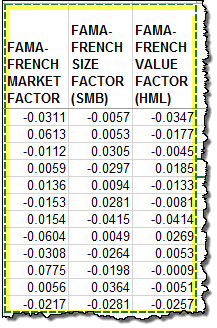 FAMA-FRENCH MARKET FACTOR FAMA-FRENCH SIZE FACTOR (SMB) FAMA-FRENCH VALUE FACTOR (HML)
-0.0311 -0.0057 -0.0347
0.0613 0.0053 -0.0177
-0.0112 0.0305 -0.0045
0.0059 -0.0297 0.0185
0.0136 0.0094 -0.0133
-0.0153 0.0281 -0.0081
0.0154 -0.0415 -0.0414
-0.0604 0.0049 0.0269
-0.0308 -0.0264 0.0053
0.0775 -0.0198 -0.0009
0.0056 0.0364 -0.0051
-0.0217 -0.0281 -0.0257